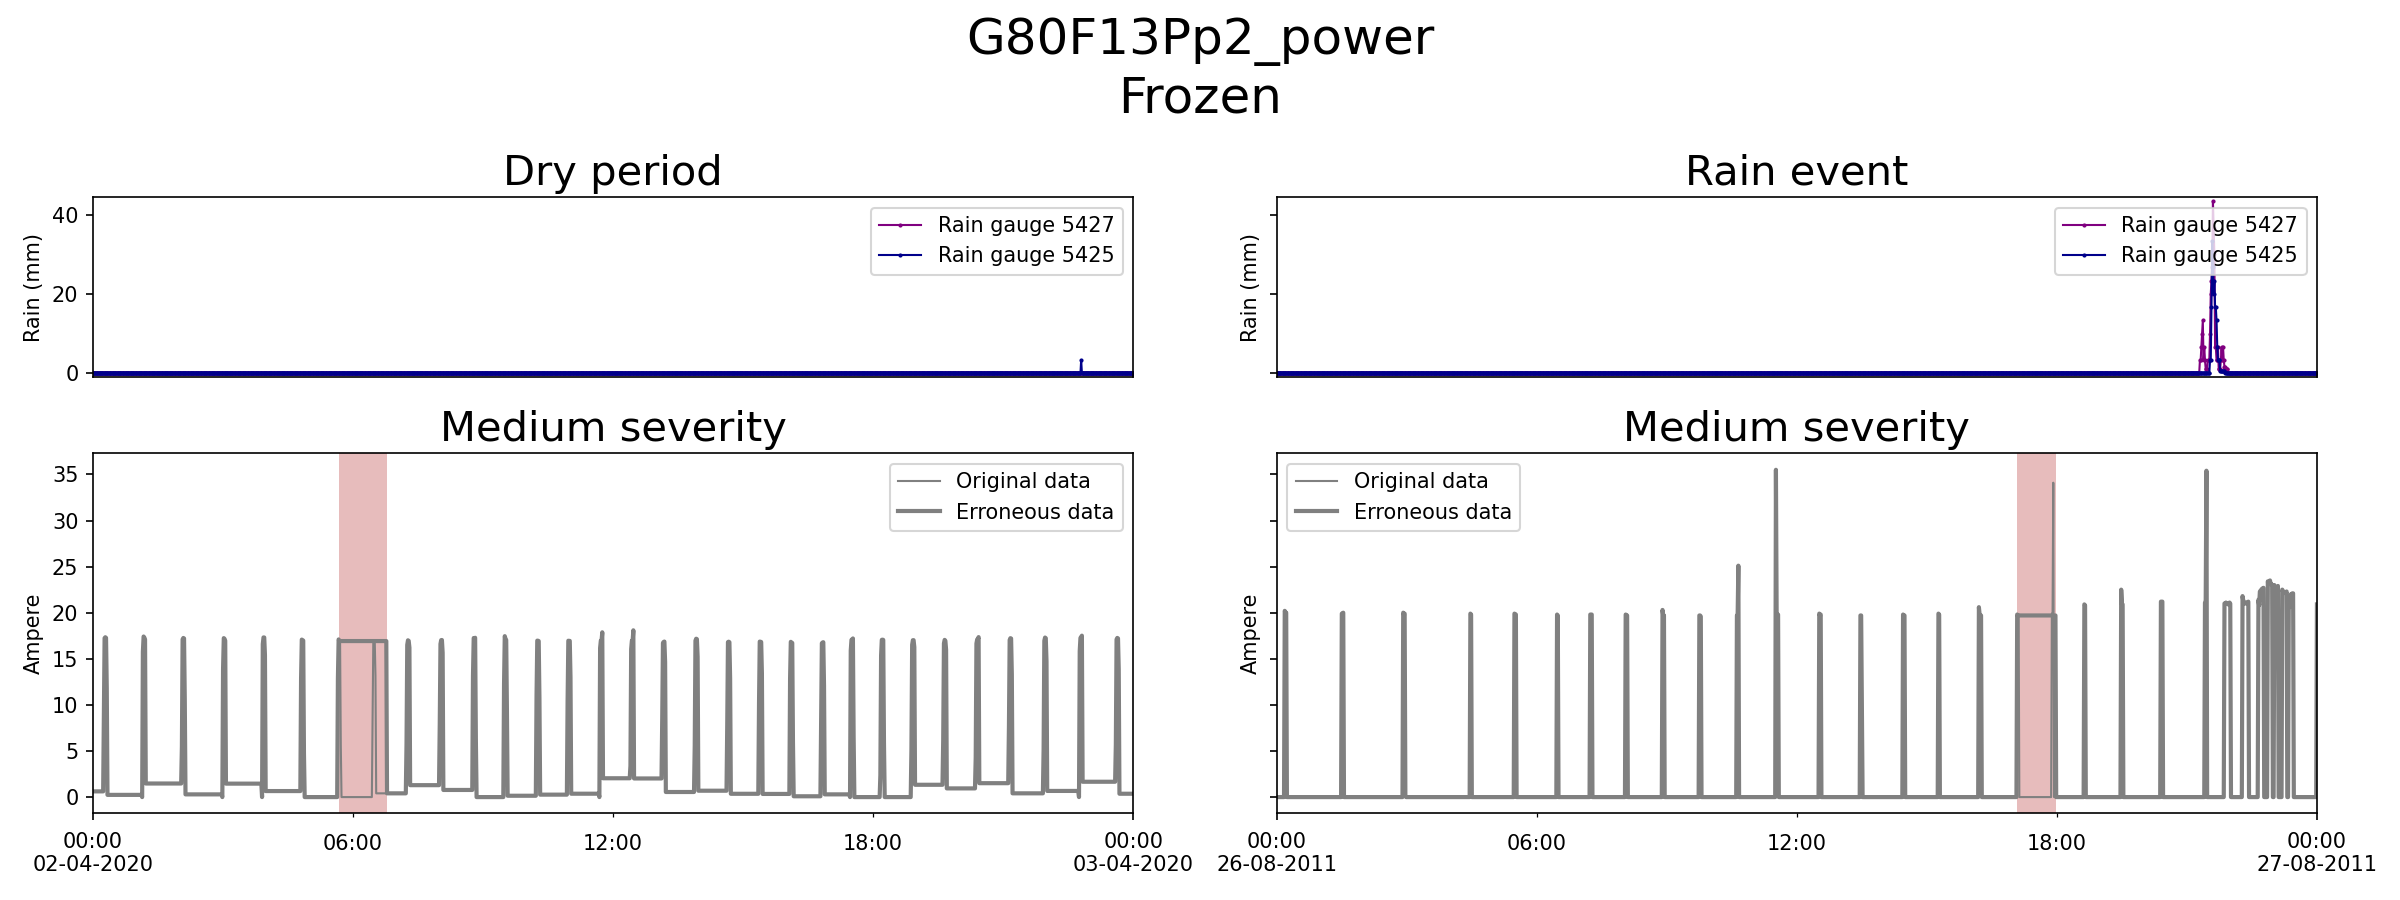 G80F13Pp2_power
Frozen
Dry period
Rain event
Rain (mm)
40
20
0
Rain gauge 5427
Rain gauge 5425
Rain (mm)
Rain gauge 5427
Rain gauge 5425
Medium severity
Medium severity
Ampere
35
30
25
20
15
10
5
0
Original data
Erroneous data
Ampere
Original data
Erroneous data
00:00
02-04-2020
06:00
12:00
18:00
00:00
03-04-2020
00:00
26-08-2011
06:00
12:00
18:00
00:00
27-08-2011